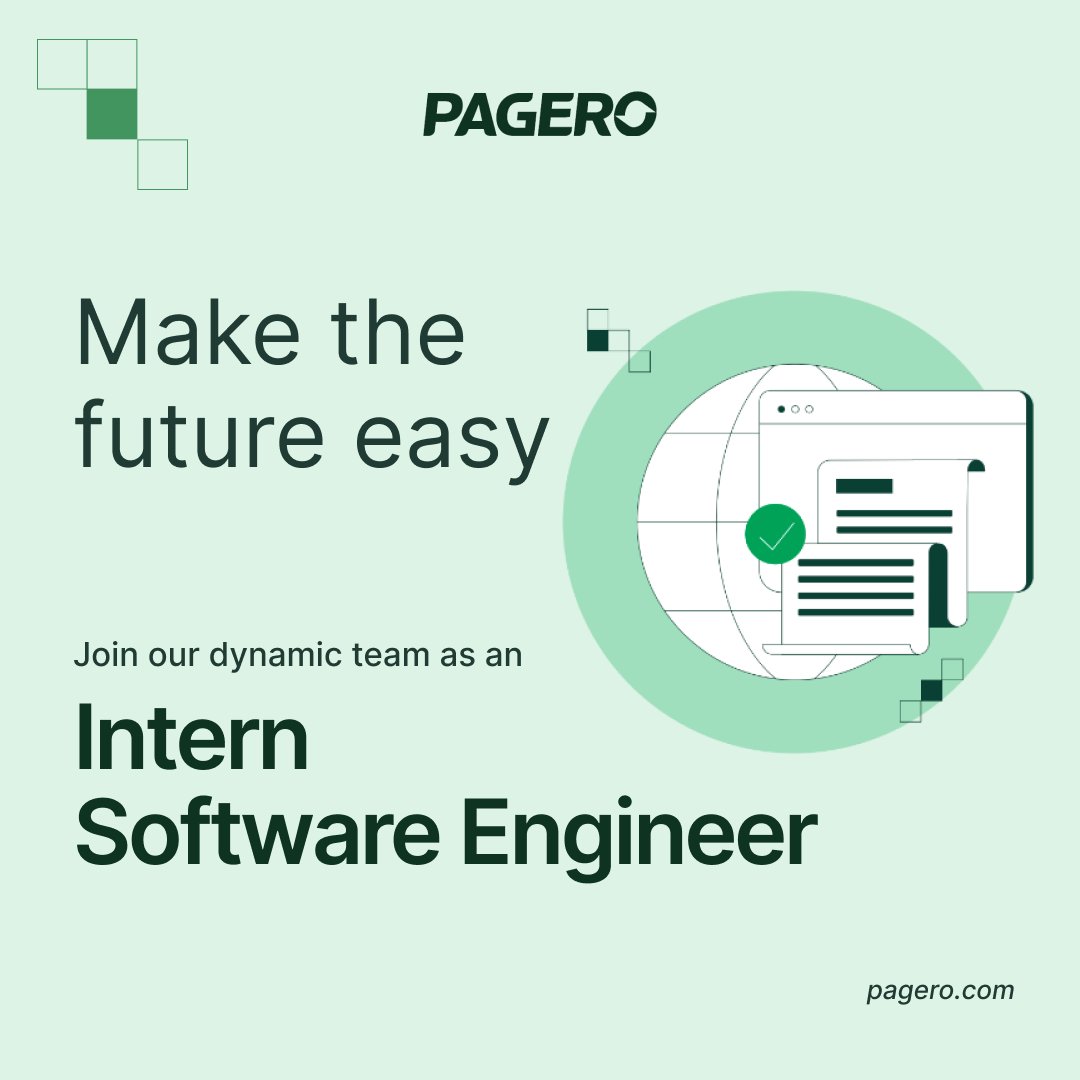 PAGERO
Make the
future easy
Join our dynamic team as an
Intern
Software Engineer
pagero.com